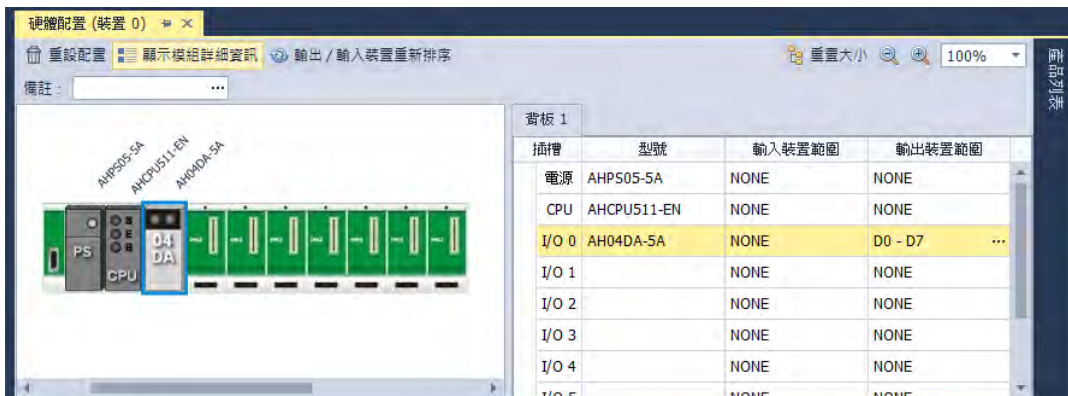 硬體配置 (裝置 0)
重設配置 顯示模組詳細資訊 輸出 / 輸入裝置重新排序 重置大小 100%
備註 : ...
商品列表
背板 1
AHPS05-5A AHCPU511-EN AH04DA-5A
PS CPU 04 DA
S
E
B
插槽 型號 輸入裝置範圍 輸出裝置範圍
電源 AHPS05-5A NONE NONE
CPU AHCPU511-EN NONE NONE
I/O 0 AH04DA-5A NONE D0 - D7 ...
I/O 1 NONE NONE
I/O 2 NONE NONE
I/O 3 NONE NONE
I/O 4 NONE NONE
I/O 5 NONE NONE